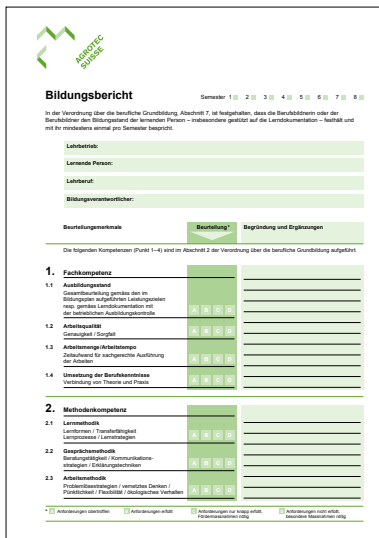 AGROTEC
SUISSE
Bildungsbericht
Semester 1 2 3 4 5 6 7 8
In der Verordnung über die berufliche Grundbildung, Abschnitt 7, ist festgehalten, dass die Berufsbildnerin oder der
Berufsbildner den Bildungsstand der lernenden Person – insbesondere gestützt auf die Lerndokumentation – festhält und
mit ihr mindestens einmal pro Semester bespricht.
Lehrbetrieb:
Lernende Person:
Lehrberuf:
Bildungsverantwortlicher:
Beurteilungsmerkmale Beurteilung* Begründung und Ergänzungen
Die folgenden Kompetenzen (Punkt 1–4) sind im Abschnitt 2 der Verordnung über die berufliche Grundbildung aufgeführt.
1. Fachkompetenz
1.1 Ausbildungsstand
Gesamtbeurteilung gemäss den im
Bildungsplan aufgeführten Leistungszielen
resp. gemäss Lerndokumentation mit
der betrieblichen Ausbildungskontrolle A B C D
1.2 Arbeitsqualität
Genauigkeit / Sorgfalt A B C D
1.3 Arbeitsmenge/Arbeitstempo
Zeitaufwand für sachgerechte Ausführung
der Arbeiten A B C D
1.4 Umsetzung der Berufskenntnisse
Verbindung von Theorie und Praxis A B C D
2. Methodenkompetenz
2.1 Lernmethodik
Lernformen / Transferfähigkeit
Lernprozesse / Lernstrategien A B C D
2.2 Gesprächsmethodik
Beratungstätigkeit / Kommunikations-
strategien / Erklärungstechniken A B C D
2.3 Arbeitsmethodik
Problemlösestrategien / vernetztes Denken /
Pünktlichkeit / Flexibilität / ökologisches Verhalten A B C D
* A Anforderungen übertroffen B Anforderungen erfüllt C Anforderungen nur knapp erfüllt, D Anforderungen nicht erfüllt,
Fördermassnahmen nötig besondere Massnahmen nötig